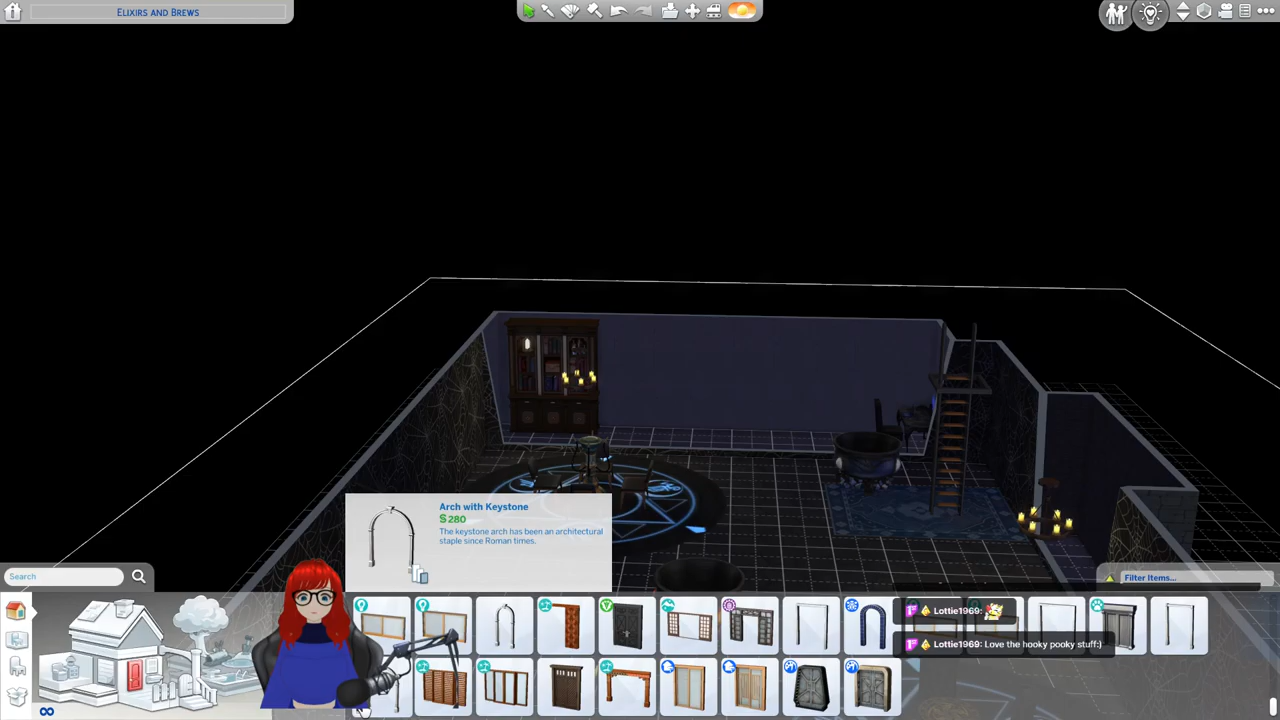 Elixirs and Brews
Arch with Keystone
§280
The keystone arch has been an architectural
staple since Roman times.
Search
Filter Items...
Lottie1969:
Lottie1969: Love the hooky pooky stuff:)